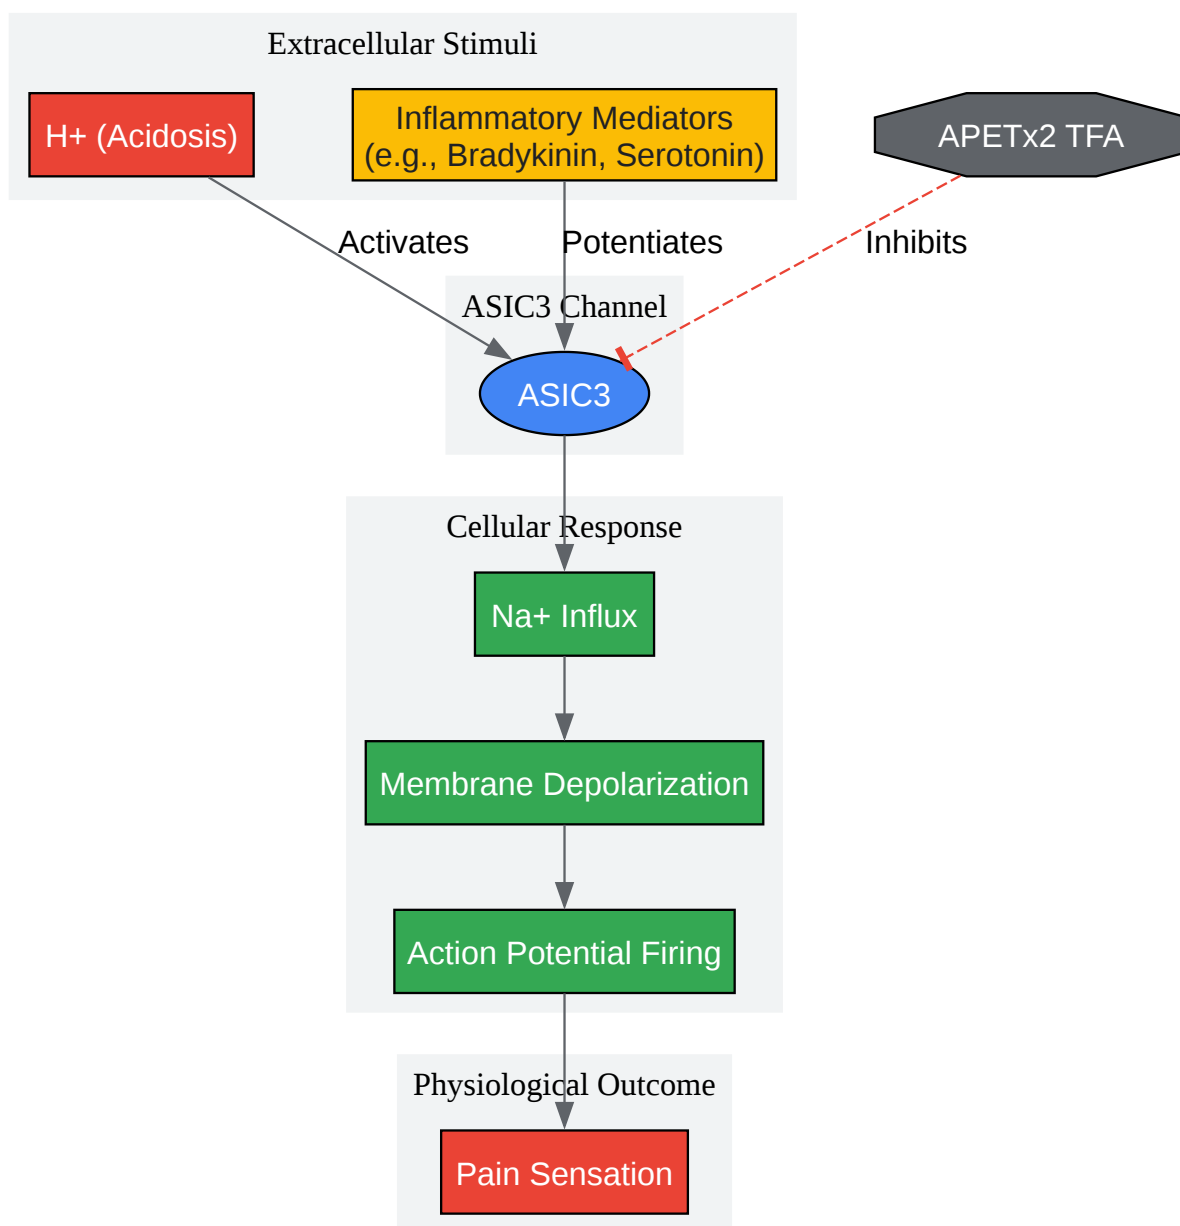 Extracellular Stimuli
H+ (Acidosis)
Inflammatory Mediators
(e.g., Bradykinin, Serotonin)
APETx2 TFA
Activates
Potentiates
Inhibits
ASIC3 Channel
ASIC3
Cellular Response
Na+ Influx
Membrane Depolarization
Action Potential Firing
Physiological Outcome
Pain Sensation